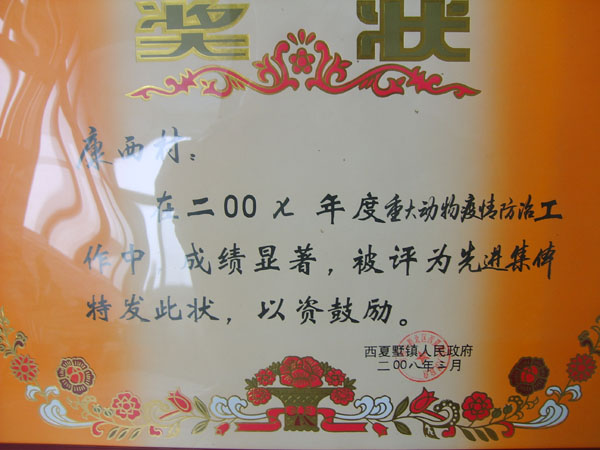 奖状
康西村：
在二00七年度重大动物疫情防治工
作中 成绩显著，被评为先进集体
特发此状，以资鼓励。
西夏墅镇人民政府
二00八年三月